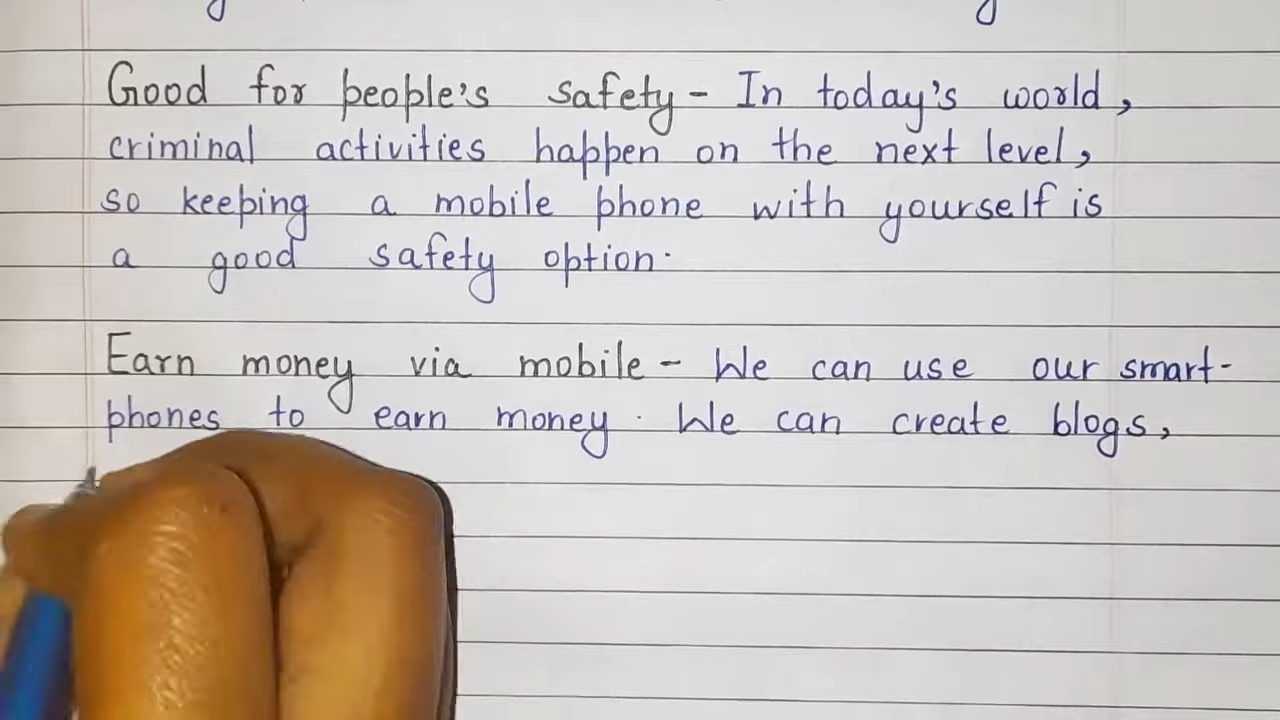 Good for people's safety - In today's world,
criminal activities happen on the next level,
so keeping a mobile phone with yourself is
a good safety option.
Earn money via mobile - We can use our smart-
phones to earn money. We can create blogs,